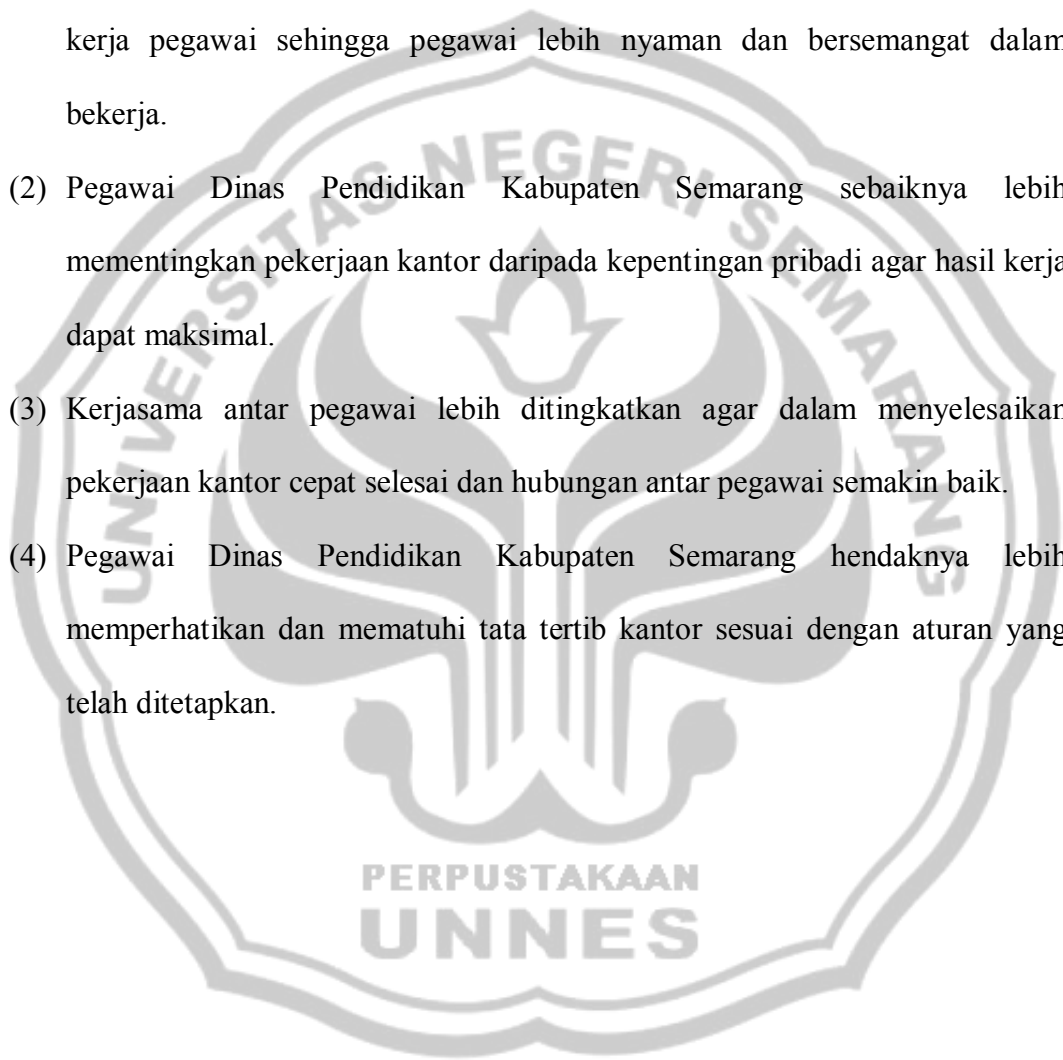 kerja pegawai sehingga pegawai lebih nyaman dan bersemangat dalam
bekerja.
(2) Pegawai Dinas Pendidikan Kabupaten Semarang sebaiknya lebih
mementingkan pekerjaan kantor daripada kepentingan pribadi agar hasil kerja
dapat maksimal.
(3) Kerjasama antar pegawai lebih ditingkatkan agar dalam menyelesaikan
pekerjaan kantor cepat selesai dan hubungan antar pegawai semakin baik.
(4) Pegawai Dinas Pendidikan Kabupaten Semarang hendaknya lebih
memperhatikan dan mematuhi tata tertib kantor sesuai dengan aturan yang
telah ditetapkan.
UNIVERSITAS NEGERI SEMARANG
PERPUSTAKAAN
UNNES